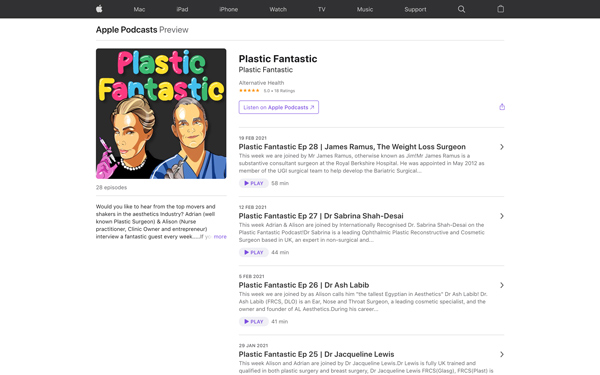 Mac iPad iPhone Watch TV Music Support
Apple Podcasts Preview
Plastic Fantastic
28 episodes
Would you like to hear from the top movers and
shakers in the aesthetics industry? Adrian (well
known Plastic Surgeon) & Alison (Nurse
practitioner, Clinic Owner and entrepreneur)
interview a fantastic guest every week.....If yo more
Plastic Fantastic
Plastic Fantastic
Alternative Health
★★★★★ 5.0 • 18 Ratings
Listen on Apple Podcasts ↗
19 FEB 2021
Plastic Fantastic Ep 28 | James Ramus, The Weight Loss Surgeon
This week we are joined by Mr James Ramus, otherwise known as Jim!Mr James Ramus is a
substantive consultant surgeon at the Royal Berkshire Hospital. He was appointed in May 2012 as
member of the UGI surgical team to help develop the Bariatric Surgical...
PLAY 58 min
12 FEB 2021
Plastic Fantastic Ep 27 | Dr Sabrina Shah-Desai
This week Adrian & Alison are joined by Internationally Recognised Dr. Sabrina Shah-Desai on the
Plastic Fantastic Podcast!Dr Sabrina is a leading Ophthalmic Plastic Reconstructive and Cosmetic
Surgeon based in UK, an expert in non-surgical and...
PLAY 44 min
5 FEB 2021
Plastic Fantastic Ep 26 | Dr Ash Labib
This week we are joined by as Alison calls him "the tallest Egyptian in Aesthetics" Dr Ash Labib! Dr.
Ash Labib (FRCS, DLO) is an Ear, Nose and Throat Surgeon, a leading cosmetic specialist, and the
owner and founder of AL Aesthetics.During his career...
PLAY 41 min
29 JAN 2021
Plastic Fantastic Ep 25 | Dr Jacqueline Lewis
This week Alison and Adrian are joined by Dr Jacqueline Lewis.Dr Lewis is fully UK trained and
qualified in both plastic surgery and breast surgery, Dr Jacqueline Lewis FRCS(Glasg), FRCS(Plast) is